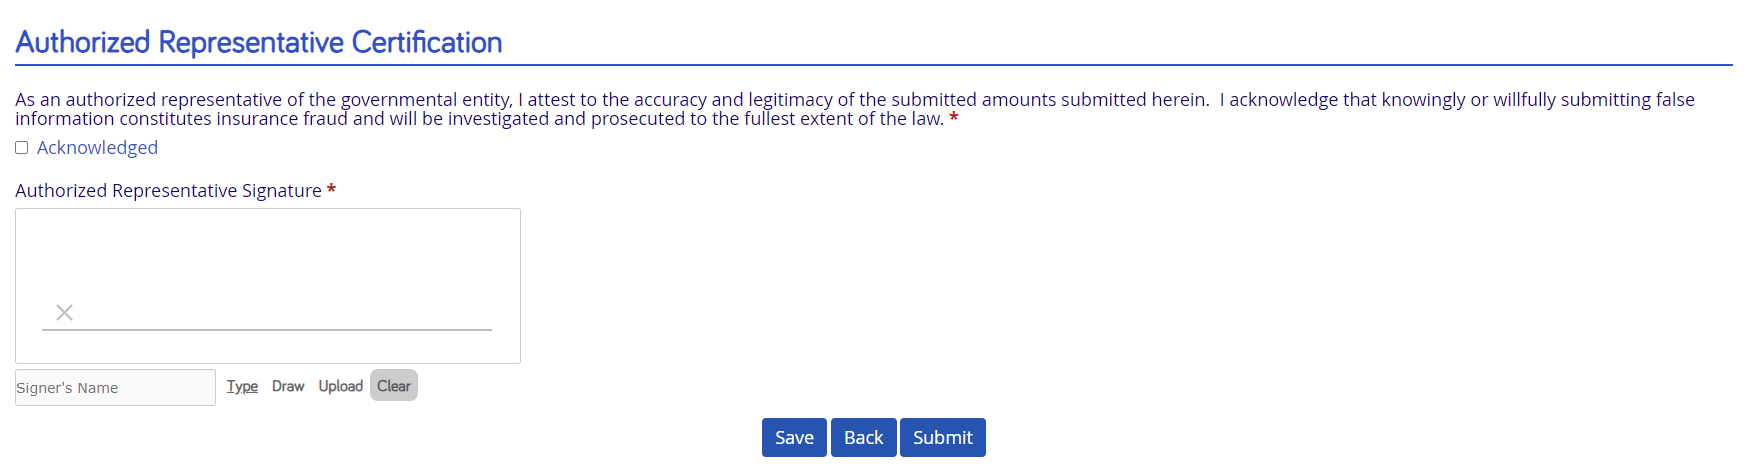 Authorized Representative Certification
As an authorized representative of the governmental entity, I attest to the accuracy and legitimacy of the submitted amounts submitted herein.  I acknowledge that knowingly or willfully submitting false
information constitutes insurance fraud and will be investigated and prosecuted to the fullest extent of the law. *
Acknowledged
Authorized Representative Signature *
Signer's Name Type Draw Upload Clear
Save Back Submit